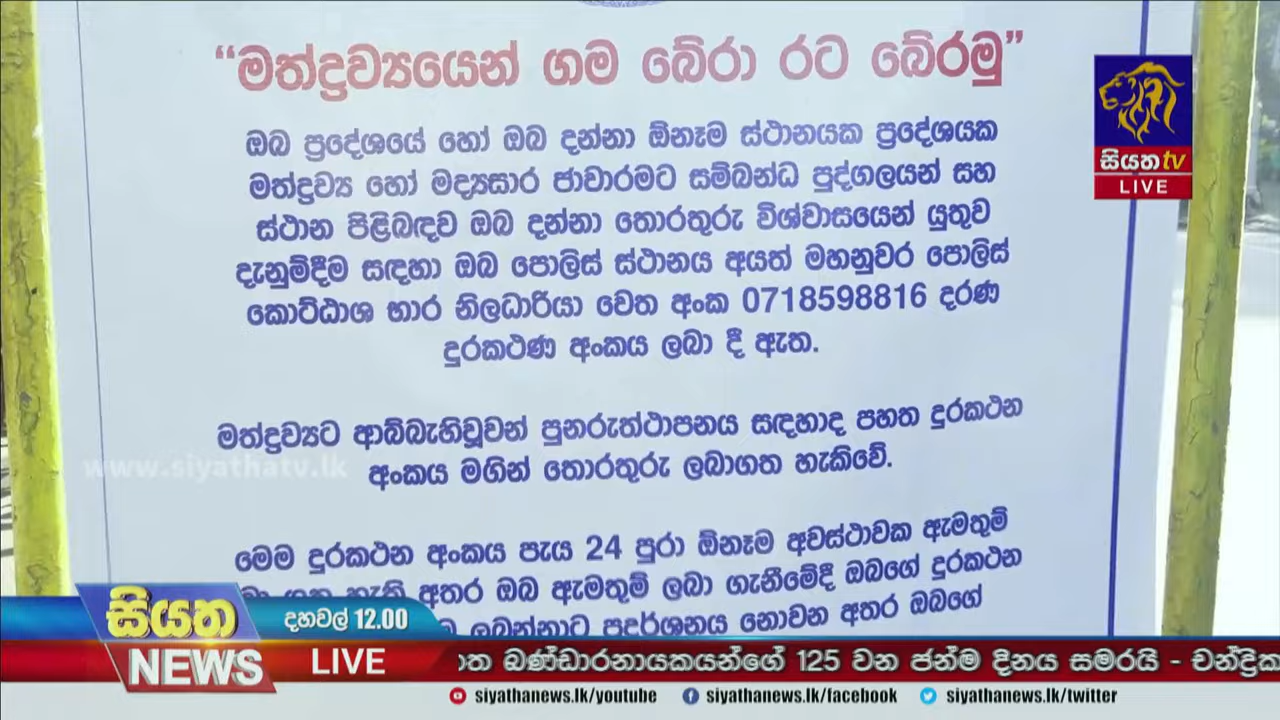 “මත්ද්‍රව්‍යයෙන් ගම බේරා රට බේරමු”
ඔබ ප්‍රදේශයේ හෝ ඔබ දන්නා ඕනෑම ස්ථානයක ප්‍රදේශයක
මත්ද්‍රව්‍ය හෝ මද්‍යසාර ජාවාරමට සම්බන්ධ පුද්ගලයන් සහ
ස්ථාන පිළිබඳව ඔබ දන්නා තොරතුරු විශ්වාසයෙන් යුතුව
දැනුම්දීම සඳහා ඔබ පොලිස් ස්ථානය අයත් මහනුවර පොලිස්
කොට්ඨාශ භාර නිලධාරියා වෙත අංක 0718598816 දරණ
දුරකථණ අංකය ලබා දී ඇත.
මත්ද්‍රව්‍යට ආබ්බැහිවූවන් පුනරුත්ථාපනය සඳහාද පහත දුරකථන
අංකය මගින් තොරතුරු ලබාගත හැකිවේ.
මෙම දුරකථන අංකය පැය 24 පුරා ඕනෑම අවස්ථාවක ඇමතුම්
අතර ඔබ ඇමතුම් ලබා ගැනීමේදී ඔබගේ දුරකථන
ලබන්නාට පදර්ශනය නොවන අතර ඔබගේ
සියත tv
LIVE
www.siyathatv.lk
සියත
NEWS
දහවල් 12.00
LIVE
බණ්ඩාරනායකයන්ගේ 125 වන ජන්ම දිනය සමරයි - චන්ද්‍රික
siyathanews.lk/youtube siyathanews.lk/facebook siyathanews.lk/twitter